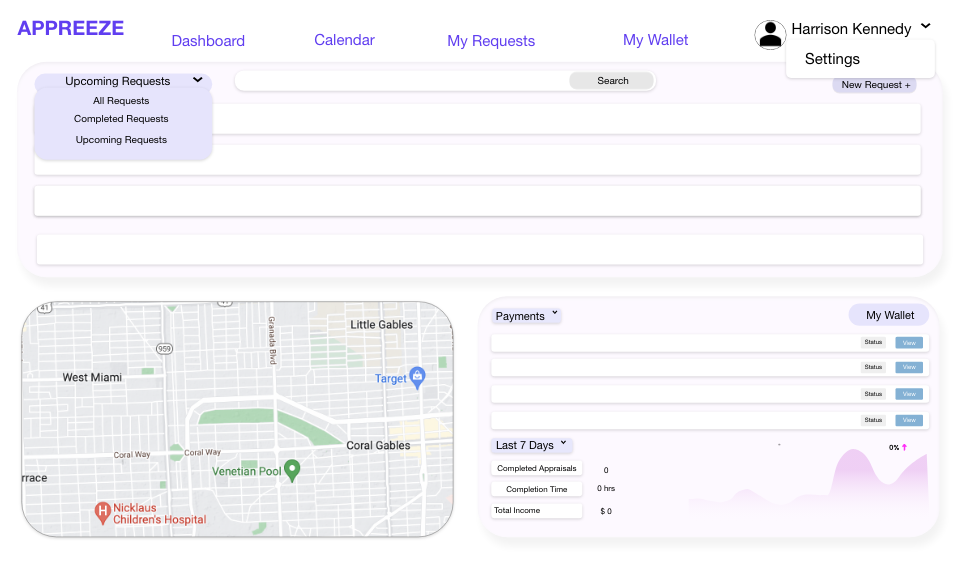 APPREEZE
Dashboard
Calendar
My Requests
My Wallet
Harrison Kennedy
Settings
Upcoming Requests
Search
New Request +
All Requests
Completed Requests
Upcoming Requests
41
959
Granada Blvd
Little Gables
West Miami
Target
Coral Gables
Coral Way
Coral Way
Venetian Pool
rrace
H
Nicklaus
Children's Hospital
Payments
My Wallet
Status View
Status View
Status View
Status View
Last 7 Days
0%
Completed Appraisals 0
Completion Time 0 hrs
Total Income $ 0